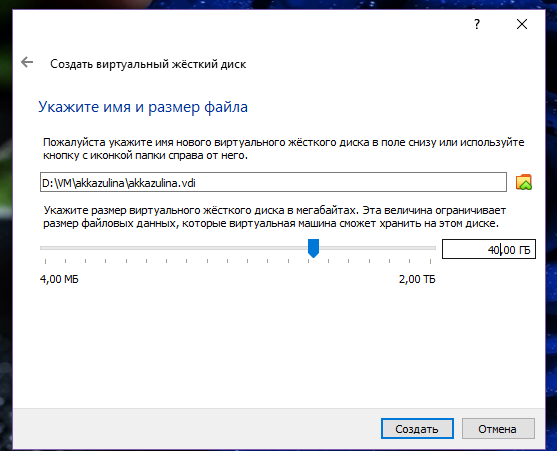 ?
Создать виртуальный жёсткий диск
Укажите имя и размер файла
Пожалуйста укажите имя нового виртуального жёсткого диска в поле снизу или используйте
кнопку с иконкой папки справа от него.
D:\VM\akkazulina\akkazulina.vdi
Укажите размер виртуального жёсткого диска в мегабайтах. Эта величина ограничивает
размер файловых данных, которые виртуальная машина сможет хранить на этом диске.
40,00 ГБ
4,00 МБ
2,00 ТБ
Создать
Отмена